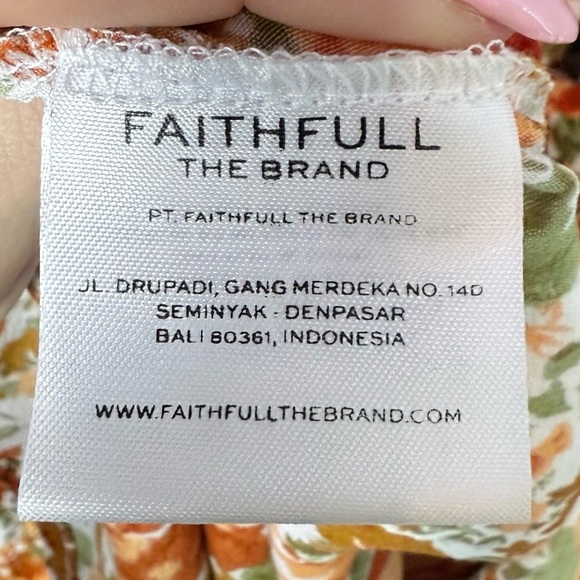 FAITHFULL
THE BRAND
PT. FAITHFULL THE BRAND
JL. DRUPADI, GANG MERDEKA NO. 14D
SEMINYAK - DENPASAR
BALI 80361, INDONESIA
WWW.FAITHFULLTHEBRAND.COM